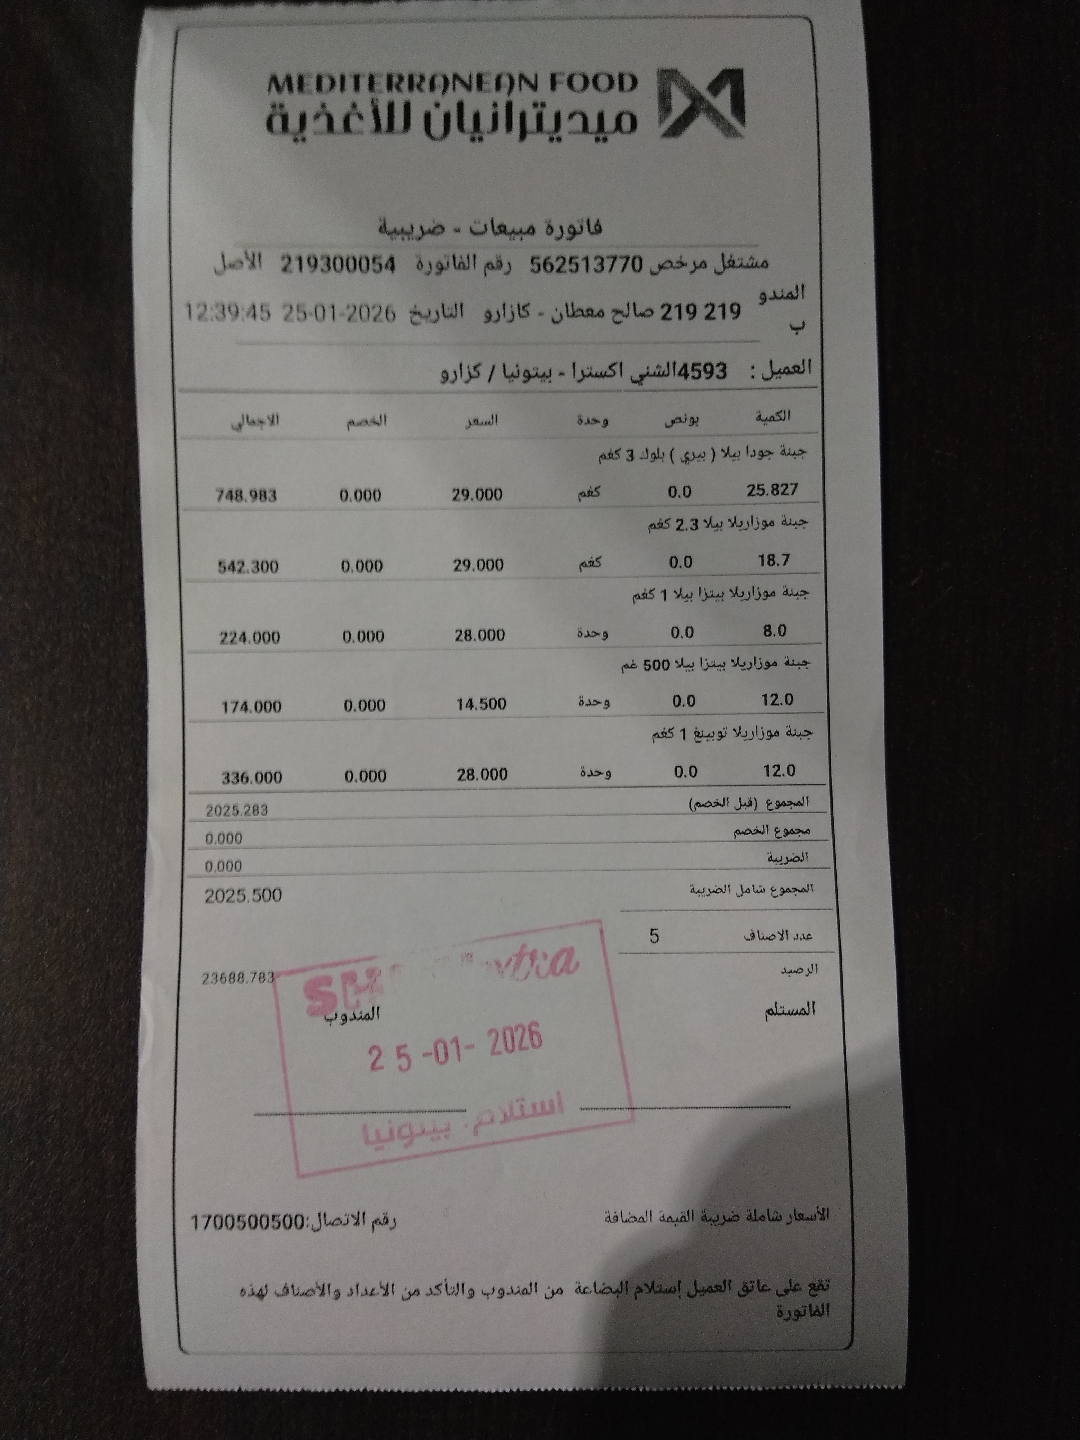 MEDITERRANEAN FOOD
ميديترانيان للأغذية
فاتورة مبيعات - ضريبية
مشتغل مرخص 562513770 رقم الفاتورة 219300054 الأصل
المندوب 219 219 صالح معطان - كازارو التاريخ 25-01-2026 12:39:45
العميل : 4593الشني اكسترا - بيتونيا / كزارو
الكمية بونص وحدة السعر الخصم الاجمالي
جبنة جودا بيلا ( بيري ) بلوك 3 كغم
25.827 0.0 كغم 29.000 0.000 748.983
جبنة موزاريلا بيلا 2.3 كغم
18.7 0.0 كغم 29.000 0.000 542.300
جبنة موزاريلا بيتزا بيلا 1 كغم
8.0 0.0 وحدة 28.000 0.000 224.000
جبنة موزاريلا بيتزا بيلا 500 غم
12.0 0.0 وحدة 14.500 0.000 174.000
جبنة موزاريلا توبينغ 1 كغم
12.0 0.0 وحدة 28.000 0.000 336.000
المجموع (قبل الخصم) 2025.283
مجموع الخصم 0.000
الضريبة 0.000
المجموع شامل الضريبة 2025.500
عدد الاصناف 5
الرصيد 23688.783
المستلم المندوب
25-01-2026
استلام: بيتونيا
الأسعار شاملة ضريبة القيمة المضافة رقم الاتصال:1700500500
تقع على عاتق العميل إستلام البضاعة من المندوب والتأكد من الأعداد والأصناف لهذه
الفاتورة